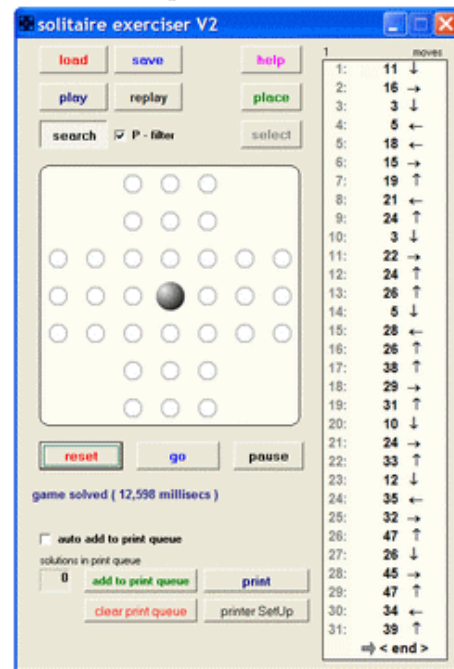 solitaire exerciser V2
load save help
play replay place
search P - filter select
reset go pause
game solved ( 12,598 millisecs )
auto add to print queue
solutions in print queue
0 add to print queue print
clear print queue printer SetUp
1 moves
1: 11 ↓
2: 16 →
3: 3 ↓
4: 5 ←
5: 18 ←
6: 15 →
7: 19 ↑
8: 21 ←
9: 24 ↑
10: 3 ↓
11: 22 →
12: 24 ↑
13: 26 ↑
14: 5 ↓
15: 28 ←
16: 26 ↑
17: 38 ↑
18: 29 →
19: 31 ↑
20: 10 ↓
21: 24 →
22: 33 ↑
23: 12 ↓
24: 35 ←
25: 32 →
26: 47 ↑
27: 26 ↓
28: 45 →
29: 47 ↑
30: 34 ←
31: 39 ↑
⇒ < end >